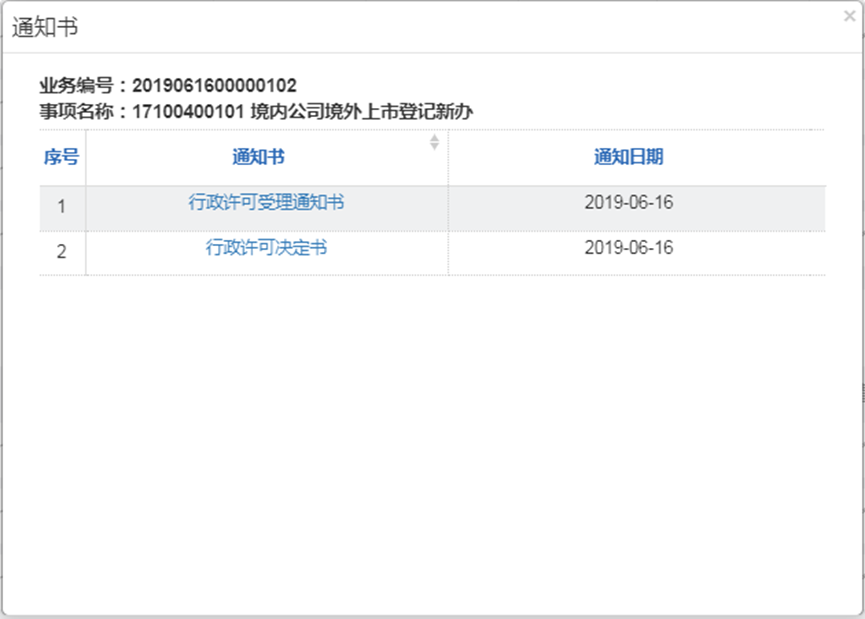 通知书
业务编号：2019061600000102
事项名称：17100400101 境内公司境外上市登记新办
序号 通知书 通知日期
1 行政许可受理通知书 2019-06-16
2 行政许可决定书 2019-06-16